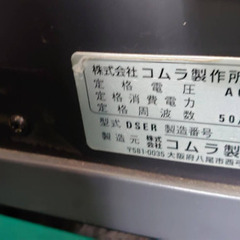 株式会社 コムラ製作所
定格電圧 A
定格消費電力
定格周波数 50/
型式 DSER 製造番号
製造元 株式会社 コムラ製
〒581-0035 大阪府八尾市西弓